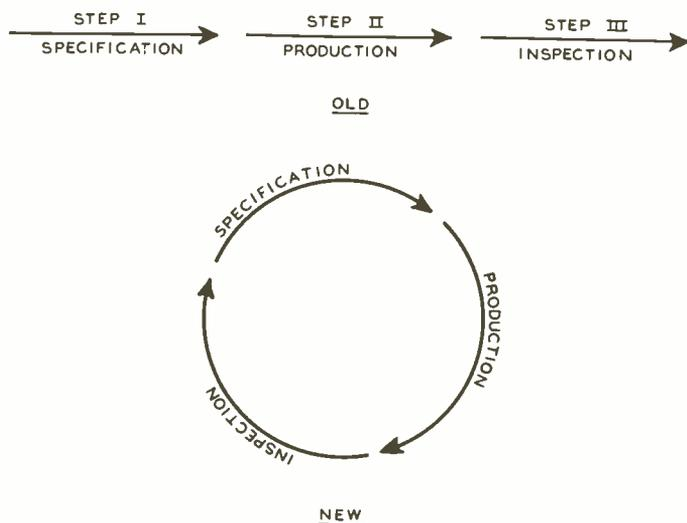 STEP I
STEP II
STEP III
SPECIFICATION
PRODUCTION
INSPECTION
OLD
SPECIFICATION
PRODUCTION
INSPECTION
NEW